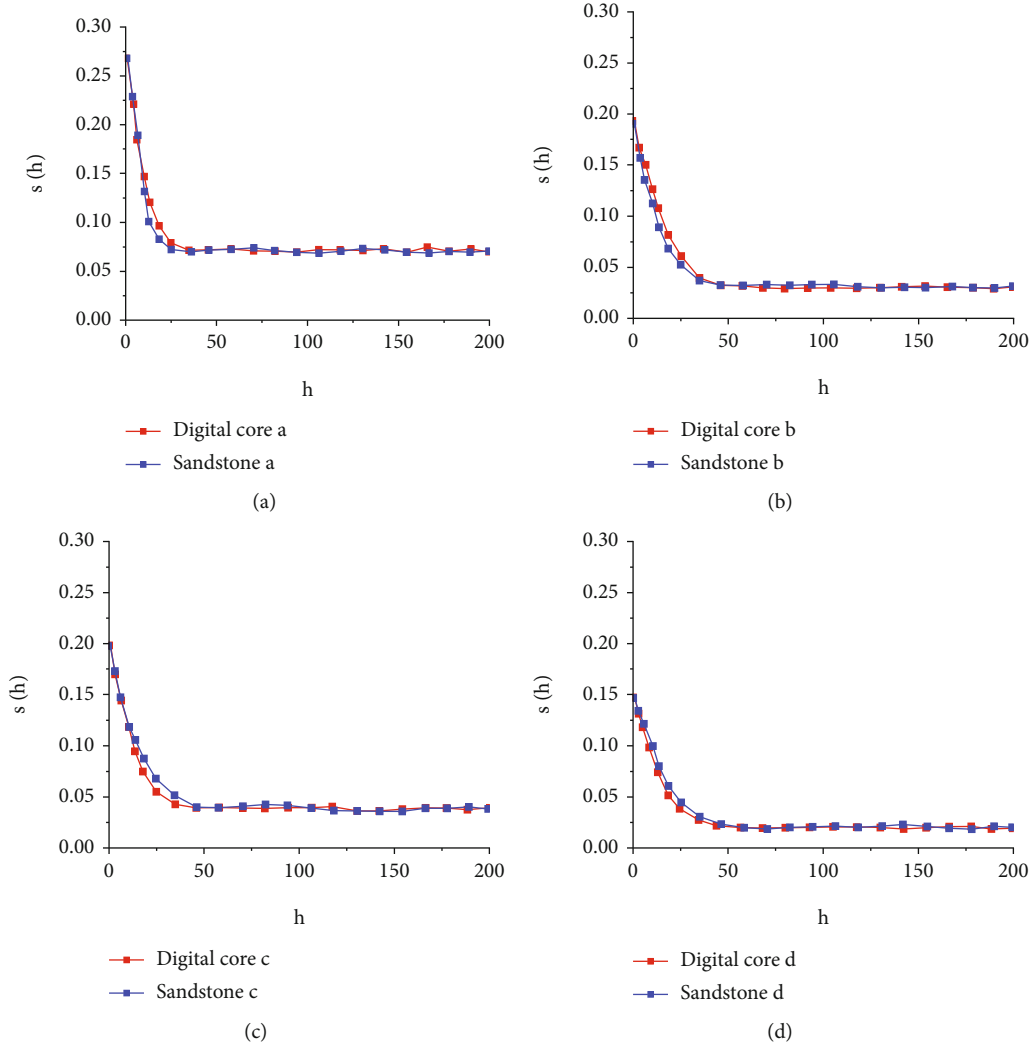 0.30
0.25
0.20
0.15
0.10
0.05
0.00
s (h)
0 50 100 150 200
h
Digital core a
Sandstone a
(a)
0.30
0.25
0.20
0.15
0.10
0.05
0.00
s (h)
0 50 100 150 200
h
Digital core b
Sandstone b
(b)
0.30
0.25
0.20
0.15
0.10
0.05
0.00
s (h)
0 50 100 150 200
h
Digital core c
Sandstone c
(c)
0.30
0.25
0.20
0.15
0.10
0.05
0.00
s (h)
0 50 100 150 200
h
Digital core d
Sandstone d
(d)